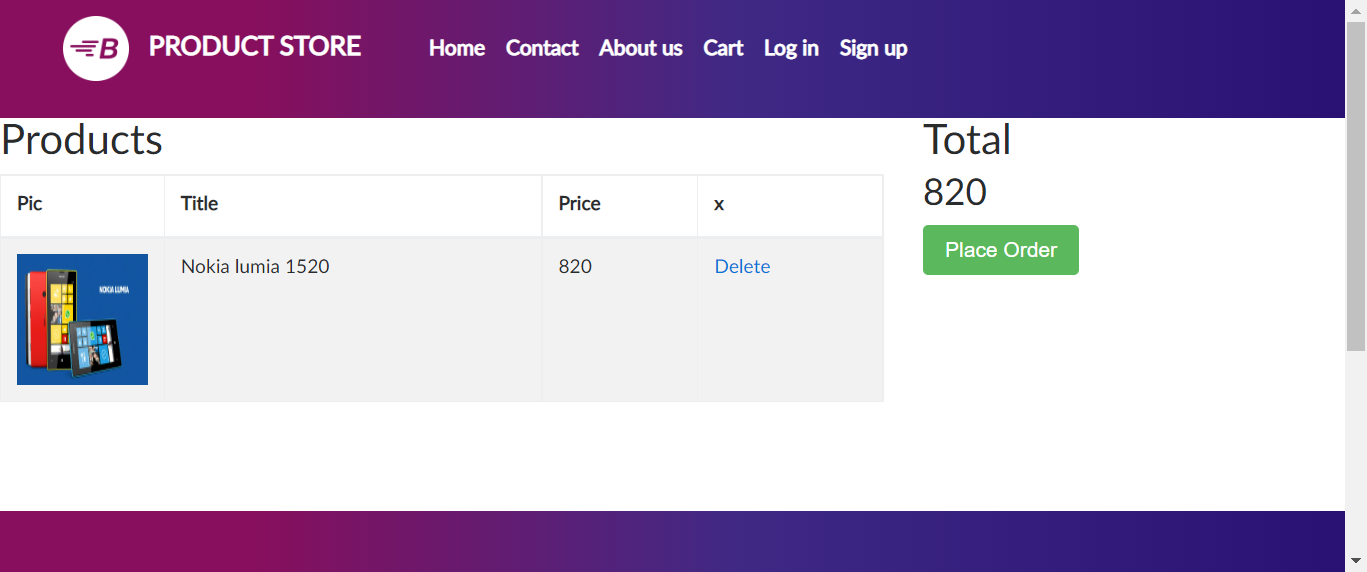 B PRODUCT STORE Home Contact About us Cart Log in Sign up
Products
Pic Title Price x
NOKIA LUMIA
Nokia lumia 1520 820 Delete
Total
820
Place Order